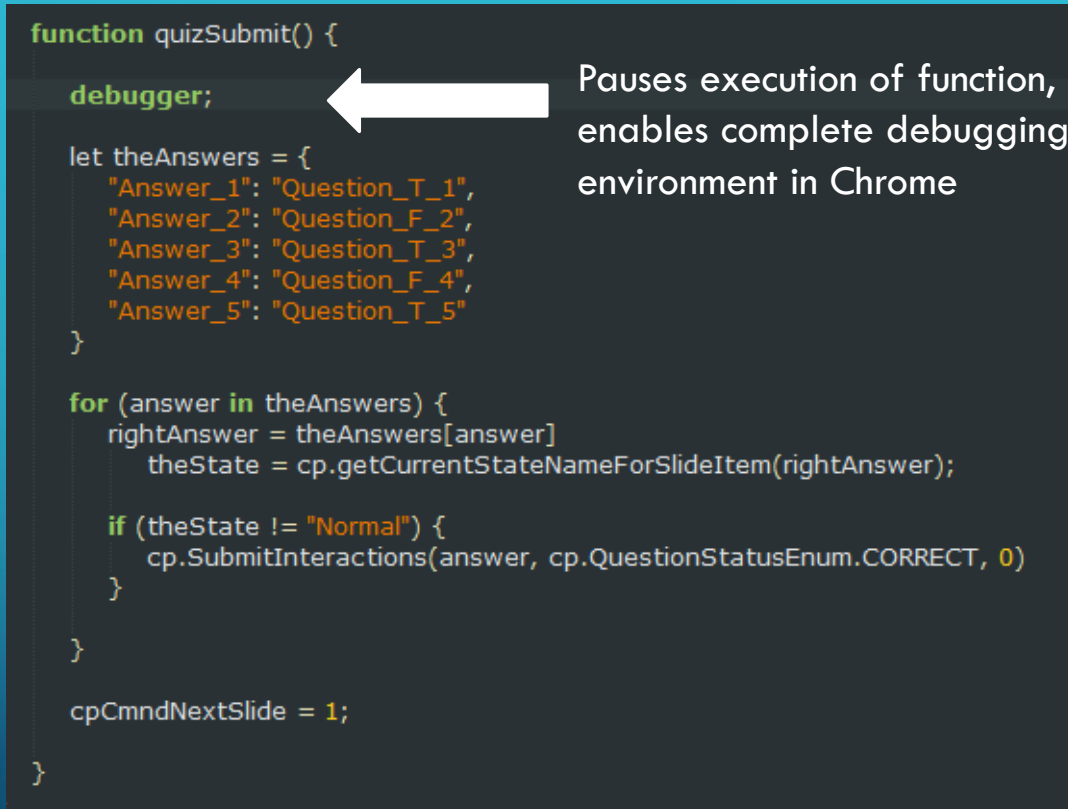 function quizSubmit() {
debugger;
let theAnswers = {
"Answer_1": "Question_T_1",
"Answer_2": "Question_F_2",
"Answer_3": "Question_T_3",
"Answer_4": "Question_F_4",
"Answer_5": "Question_T_5"
}
for (answer in theAnswers) {
rightAnswer = theAnswers[answer]
theState = cp.getCurrentStateNameForSlideItem(rightAnswer);
if (theState != "Normal") {
cp.SubmitInteractions(answer, cp.QuestionStatusEnum.CORRECT, 0)
}
}
cpCmndNextSlide = 1;
}
Pauses execution of function,
enables complete debugging
environment in Chrome